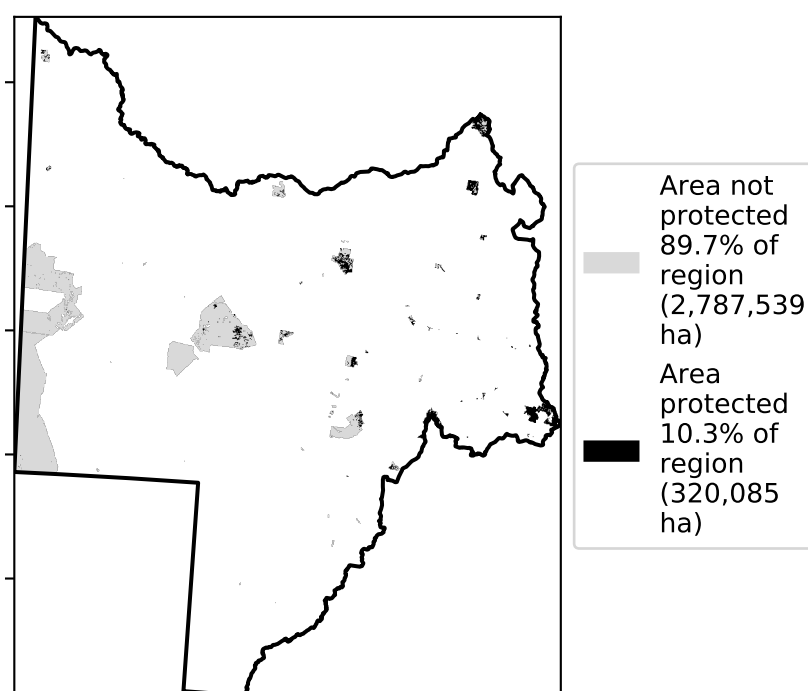 Area not
protected
89.7% of
region
(2,787,539
ha)
Area
protected
10.3% of
region
(320,085
ha)